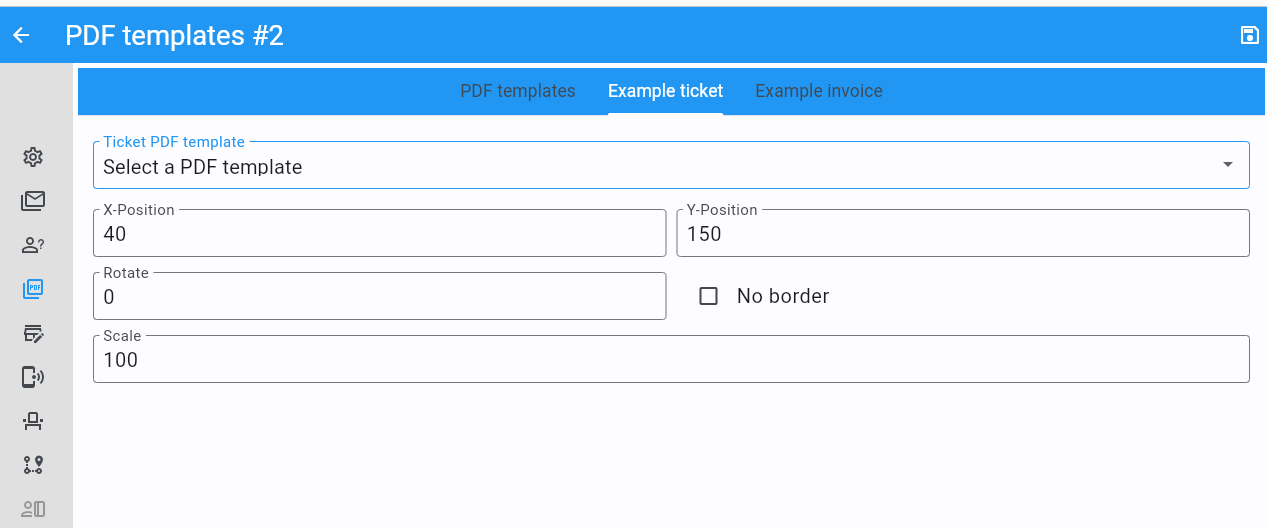 PDF templates #2
PDF templates Example ticket Example invoice
Ticket PDF template
Select a PDF template
X-Position Y-Position
40 150
Rotate
0 No border
?
PDF
Scale
100